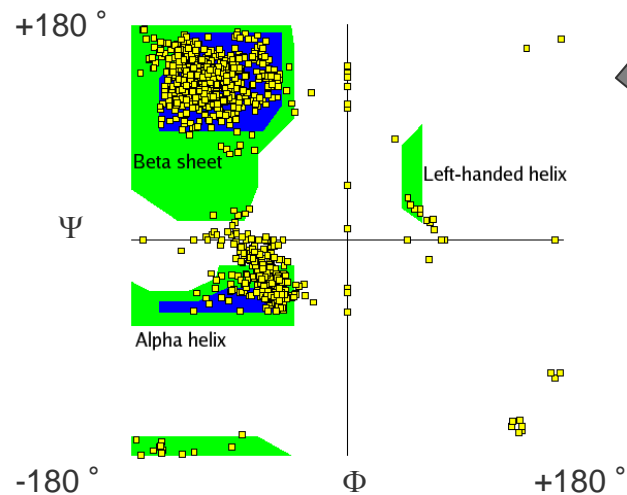 +180 °
Beta sheet
Left-handed helix
Ψ
Alpha helix
-180 °
Φ
+180 °